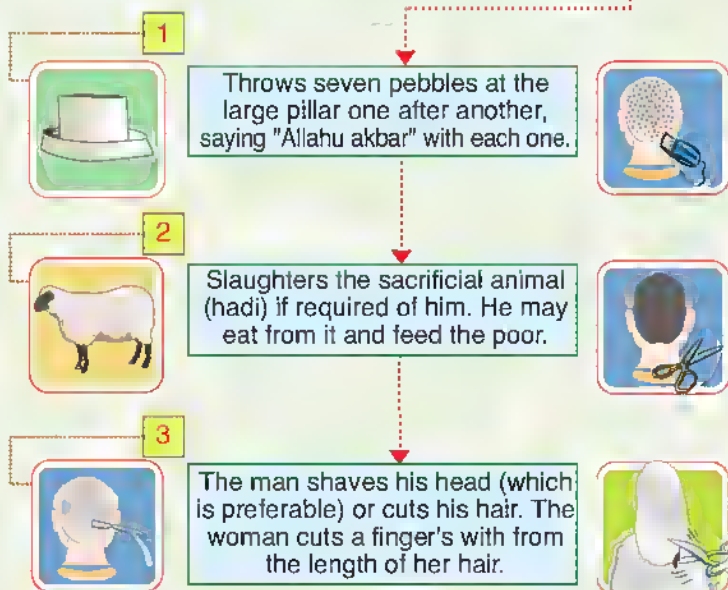 1
Throws seven pebbles at the
large pillar one after another,
saying "Allahu akbar" with each one.
2
Slaughters the sacrificial animal
(hadi) if required of him. He may
eat from it and feed the poor.
3
The man shaves his head (which
is preferable) or cuts his hair. The
woman cuts a finger's with from
the length of her hair.